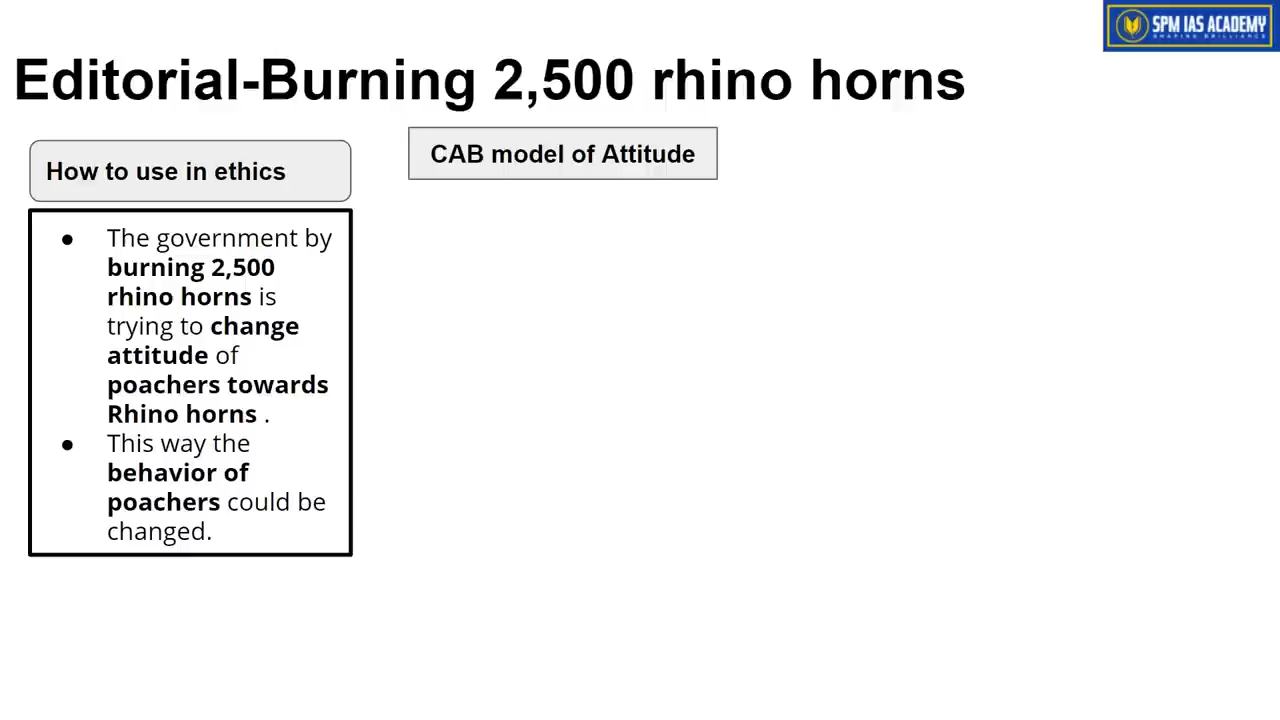 SPM IAS ACADEMY
SHAPING BRILLIANCE
Editorial-Burning 2,500 rhino horns
How to use in ethics
CAB model of Attitude
● The government by
burning 2,500
rhino horns is
trying to change
attitude of
poachers towards
Rhino horns .
● This way the
behavior of
poachers could be
changed.